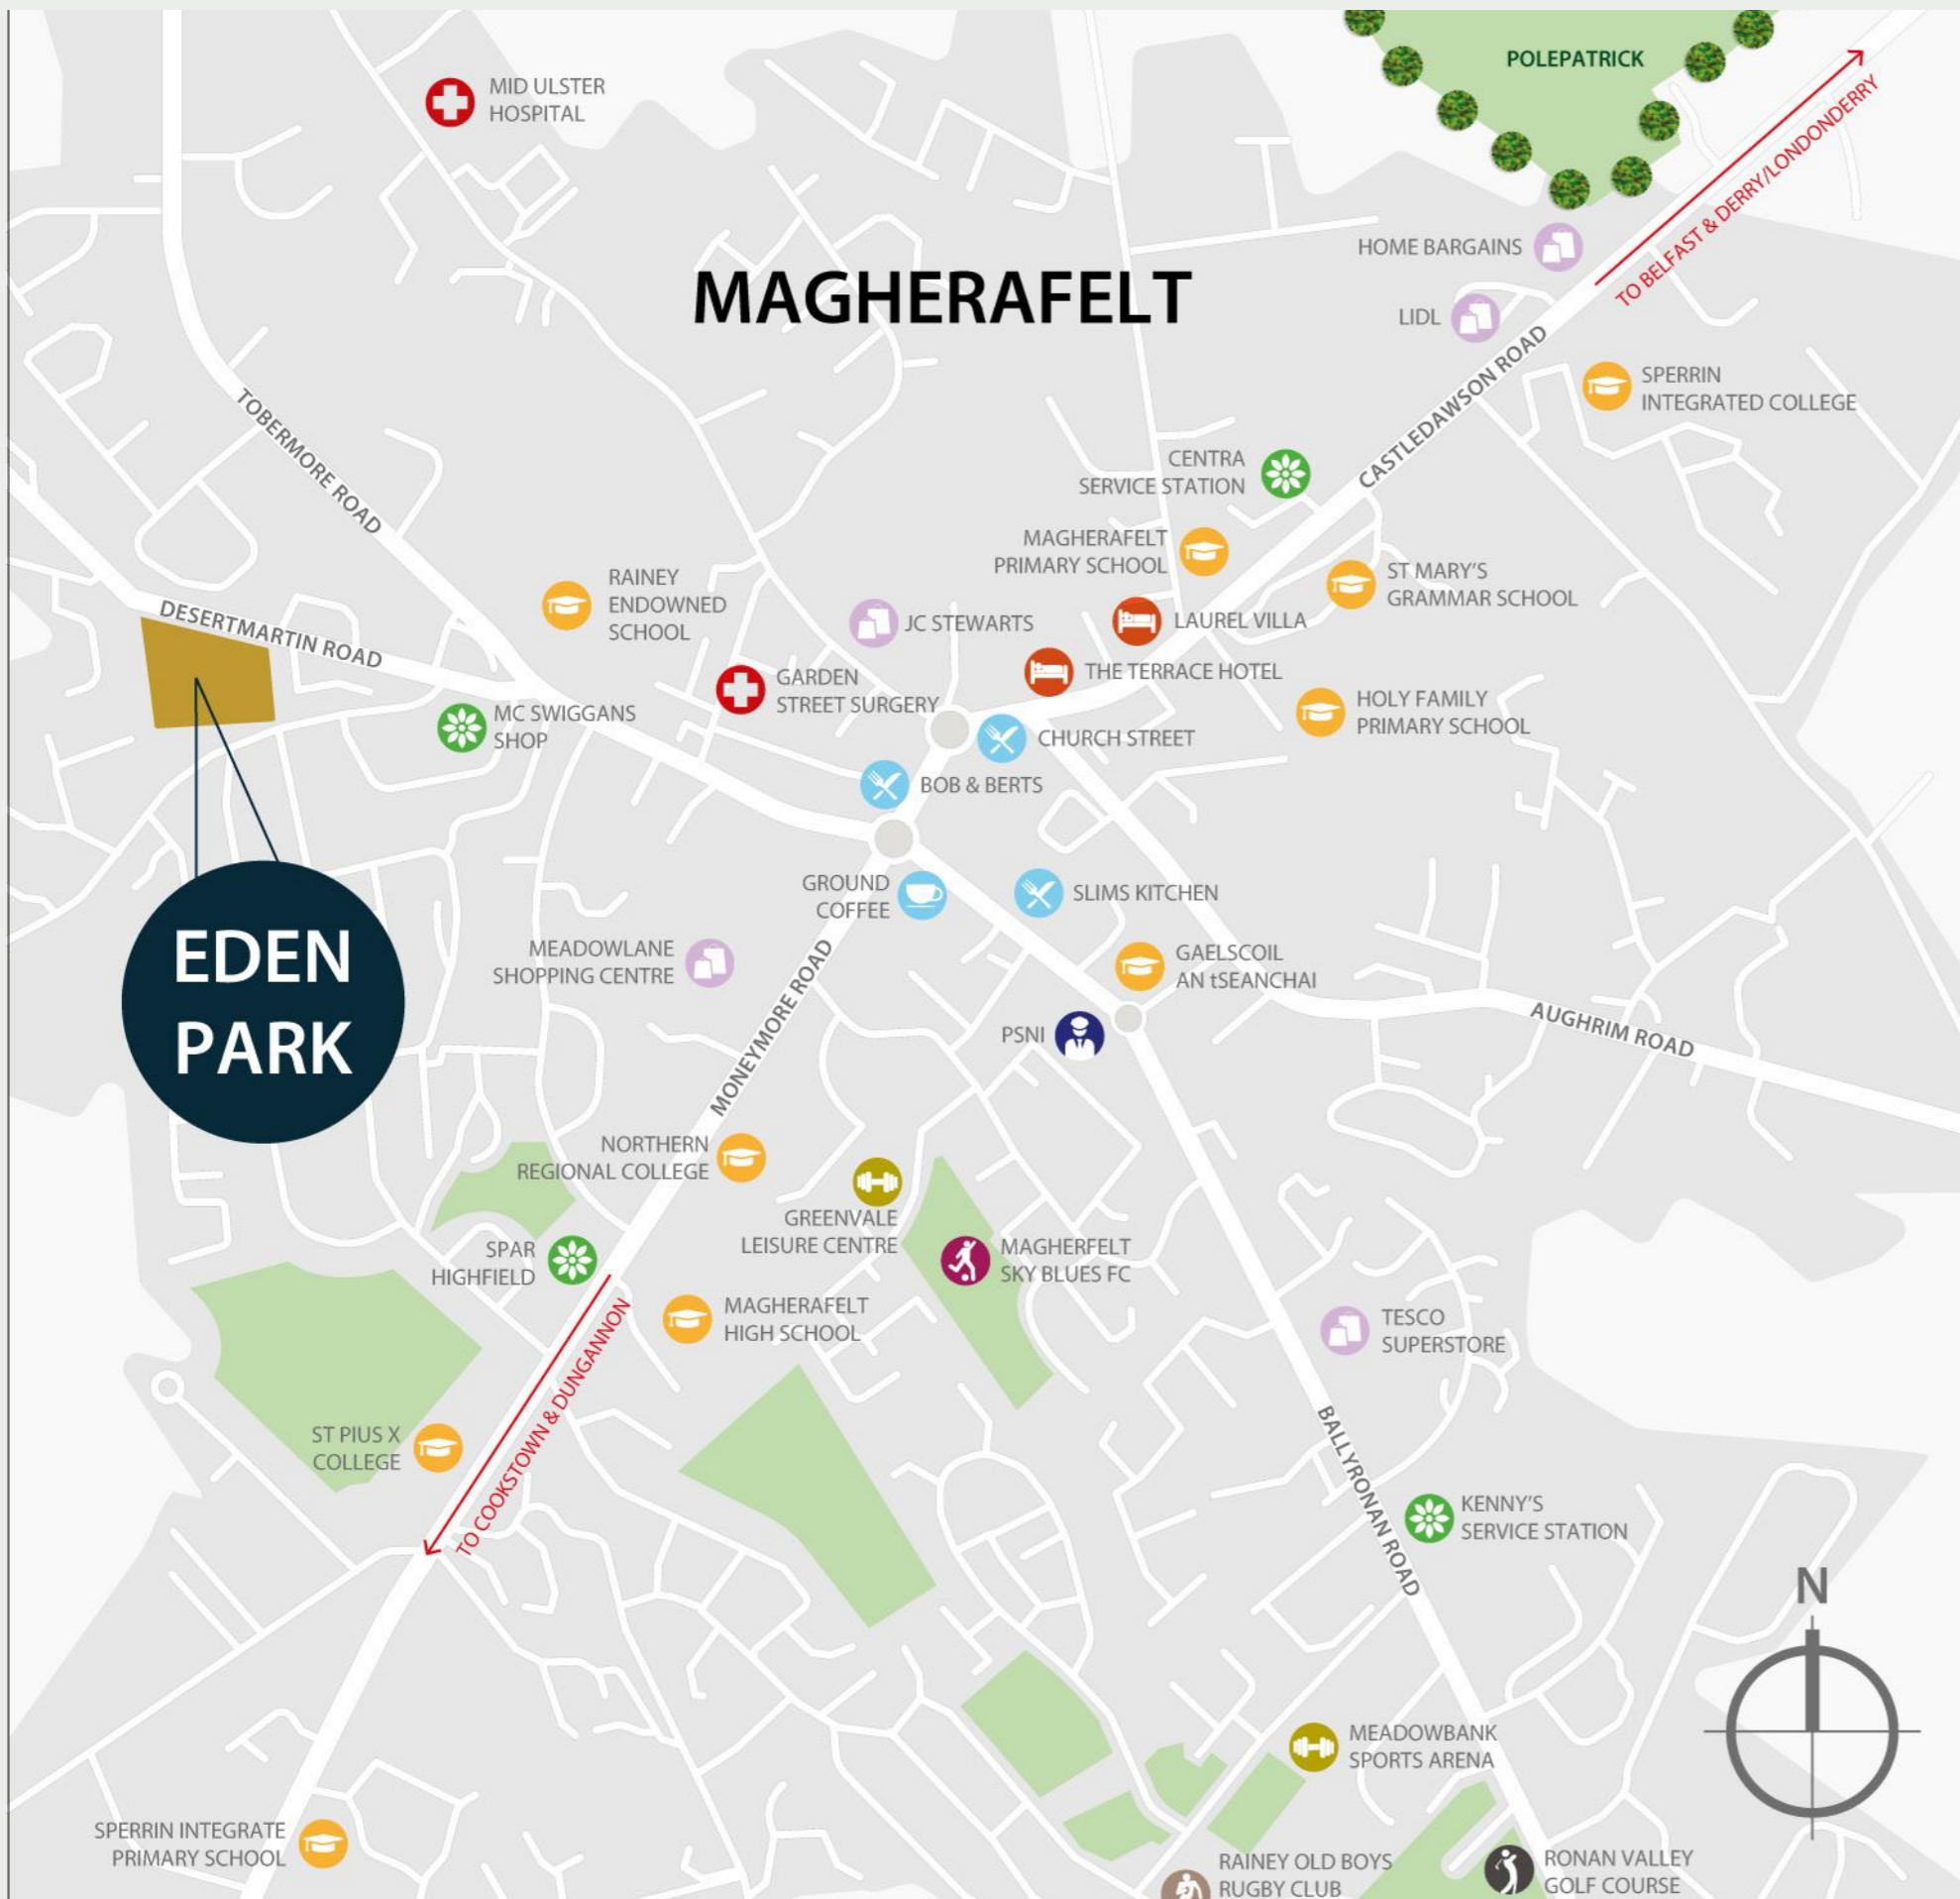 POLEPATRICK
MID ULSTER
HOSPITAL
TO BELFAST & DERRY/LONDONDERRY
HOME BARGAINS
MAGHERAFELT
LIDL
CASTLEDAWSON ROAD
SPERRIN
INTEGRATED COLLEGE
TOBERMORE ROAD
CENTRA
SERVICE STATION
MAGHERAFELT
PRIMARY SCHOOL
ST MARY'S
GRAMMAR SCHOOL
RAINEY
ENDOWNED
SCHOOL
DESERTMARTIN ROAD
JC STEWARTS
LAUREL VILLA
THE TERRACE HOTEL
GARDEN
STREET SURGERY
HOLY FAMILY
PRIMARY SCHOOL
MC SWIGGANS
SHOP
CHURCH STREET
BOB & BERTS
GROUND
COFFEE
SLIMS KITCHEN
EDEN
PARK
MEADOWLANE
SHOPPING CENTRE
GAELSCOIL
AN tSEANCHAI
MONEYMORE ROAD
PSNI
AUGHRIM ROAD
NORTHERN
REGIONAL COLLEGE
GREENVALE
LEISURE CENTRE
SPAR
HIGHFIELD
MAGHERFELT
SKY BLUES FC
MAGHERAFELT
HIGH SCHOOL
TESCO
SUPERSTORE
TO COOKSTOWN & DUNGANNON
ST PIUS X
COLLEGE
BALLYRONAN ROAD
KENNY'S
SERVICE STATION
N
MEADOWBANK
SPORTS ARENA
SPERRIN INTEGRATE
PRIMARY SCHOOL
RAINEY OLD BOYS
RUGBY CLUB
RONAN VALLEY
GOLF COURSE